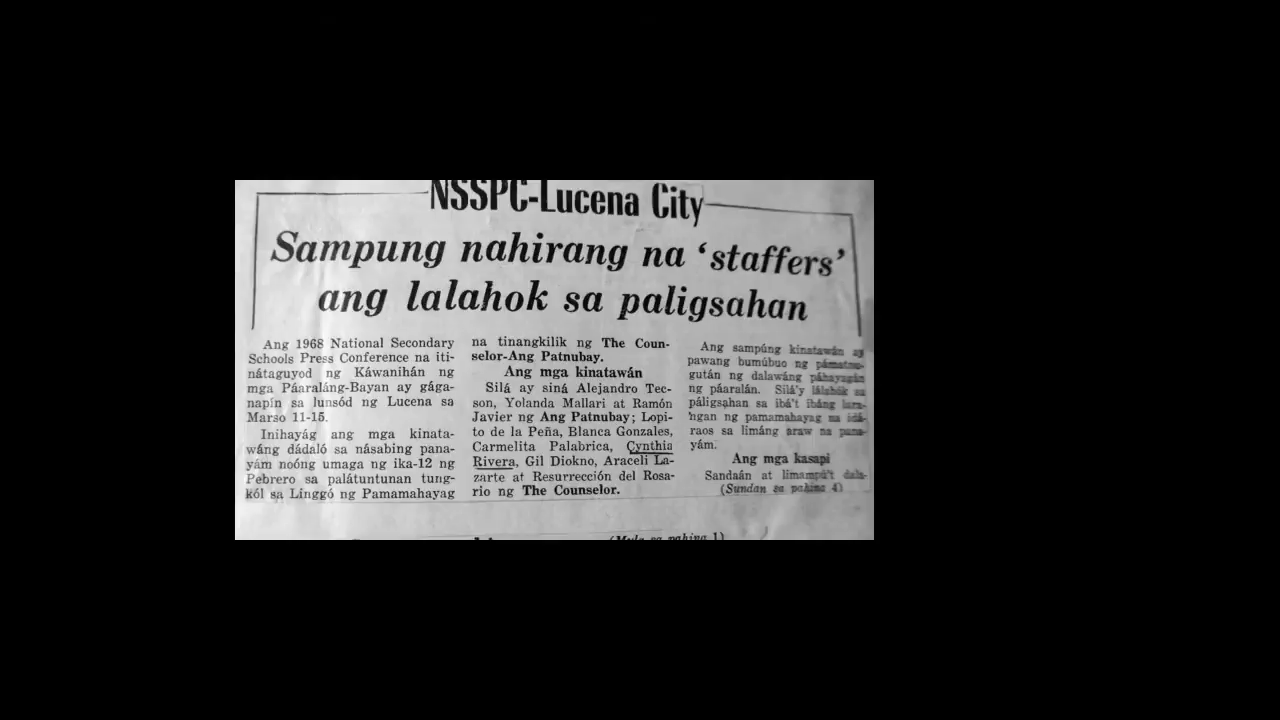 NSSPC-Lucena City
Sampung nahirang na 'staffers'
ang lalahok sa paligsahan
Ang 1968 National Secondary
Schools Press Conference na iti-
nátaguyod ng Káwanihán ng
mga Páaraláng-Bayan ay gága-
napín sa lunsód ng Lucena sa
Marso 11-15.
Inihayág ang mga kinata-
wáng dádaló sa násabing pana-
yám noóng umaga ng ika-12 ng
Pebrero sa palátuntunan tung-
kól sa Linggó ng Pamamahayag
na tinangkilik ng The Coun-
selor-Ang Patnubay.
Ang mga kinatawán
Silá ay siná Alejandro Tec-
son, Yolanda Mallari at Ramón
Javier ng Ang Patnubay; Lopi-
to de la Peña, Blanca Gonzales,
Carmelita Palabrica, Cynthia
Rivera, Gil Diokno, Araceli La-
zarte at Resurrección del Rosa-
rio ng The Counselor.
Ang sampúng kinatawán ay
pawang bumúbuo ng pámatnu-
gután ng dalawáng páhayagán
ng páaralán. Silá'y lálahók sa
páligsahan sa ibá't ibáng lara-
ngan ng pamamahayag na idá-
raos sa limáng araw na pana-
yám.
Ang mga kasapi
Sandaán at limampú't dala-
(Sundan sa pahina 4)
(Mula sa pahina 1)